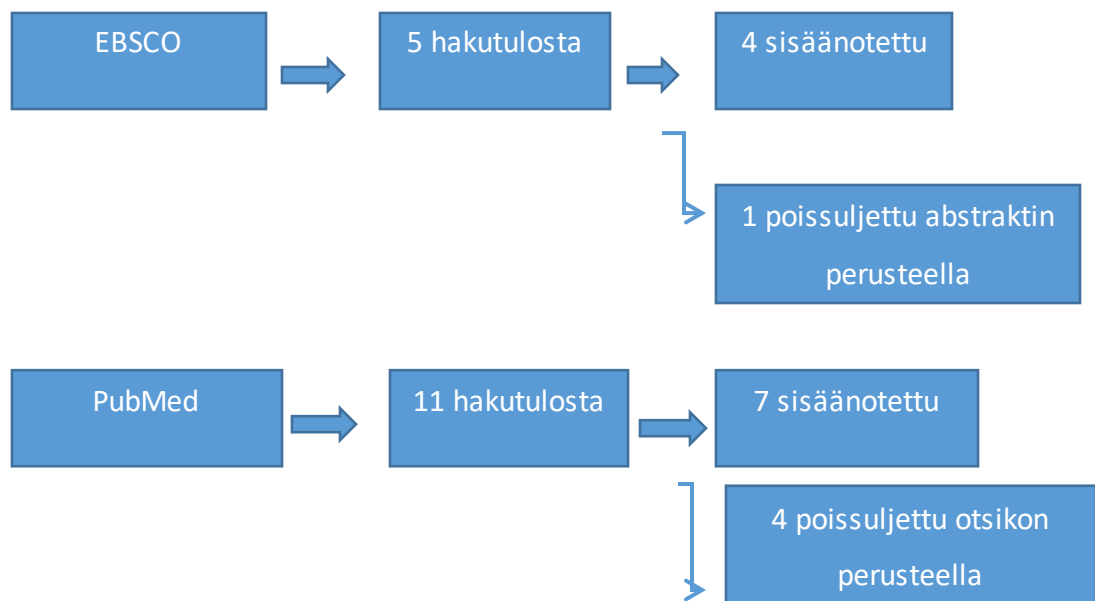 EBSCO
5 hakutulosta
4 sisäänotettu
1 poissuljettu abstraktin
perusteella
PubMed
11 hakutulosta
7 sisäänotettu
4 poissuljettu otsikon
perusteella